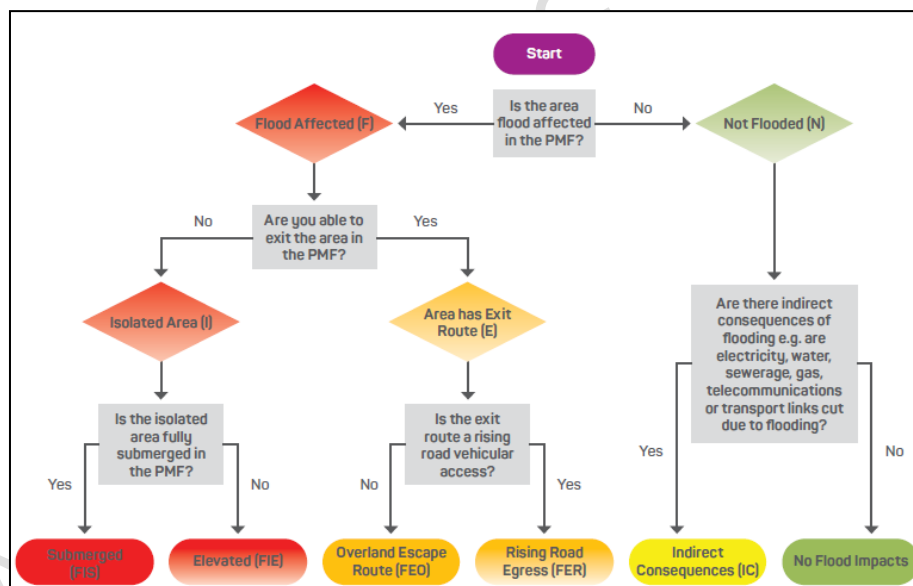 Start
Is the area
flood affected
in the PMF?
Yes
No
Flood Affected (F)
Not Flooded (N)
Are you able to
exit the area in
the PMF?
No
Yes
Isolated Area (I)
Area has Exit
Route (E)
Are there indirect
consequences of
flooding e.g. are
electricity, water,
sewerage, gas,
telecommunications
or transport links cut
due to flooding?
Is the isolated
area fully
submerged in
the PMF?
Is the exit
route a rising
road vehicular
access?
Yes
No
No
Yes
Yes
No
Submerged
(FIS)
Elevated (FIE)
Overland Escape
Route (FEO)
Rising Road
Egress (FER)
Indirect
Consequences (IC)
No Flood Impacts